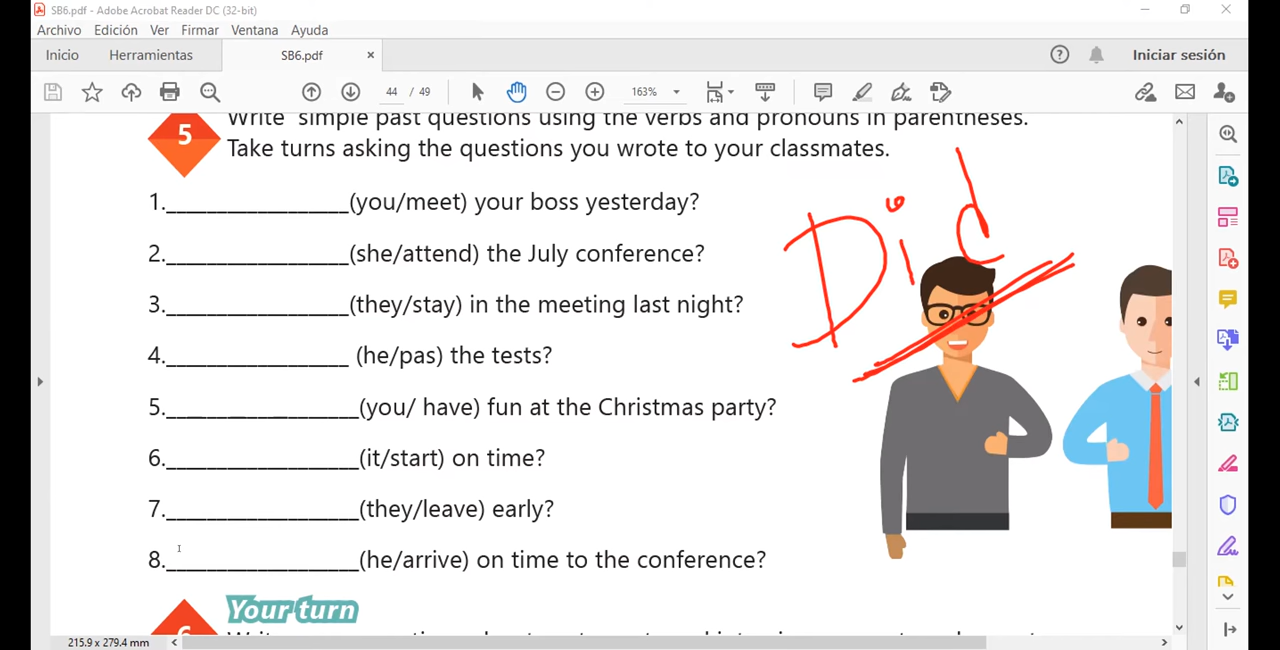 SB6.pdf - Adobe Acrobat Reader DC (32-bit)
Archivo Edición Ver Firmar Ventana Ayuda
Inicio Herramientas SB6.pdf × Iniciar sesión
44 / 49 163%
5 Write simple past questions using the verbs and pronouns in parentheses.
Take turns asking the questions you wrote to your classmates.
1.________________(you/meet) your boss yesterday?
2.________________(she/attend) the July conference?
3.________________(they/stay) in the meeting last night?
4.________________ (he/pas) the tests?
5._________________(you/ have) fun at the Christmas party?
6._________________(it/start) on time?
7._________________(they/leave) early?
8._________________(he/arrive) on time to the conference?
Did
Your turn
215.9 x 279.4 mm